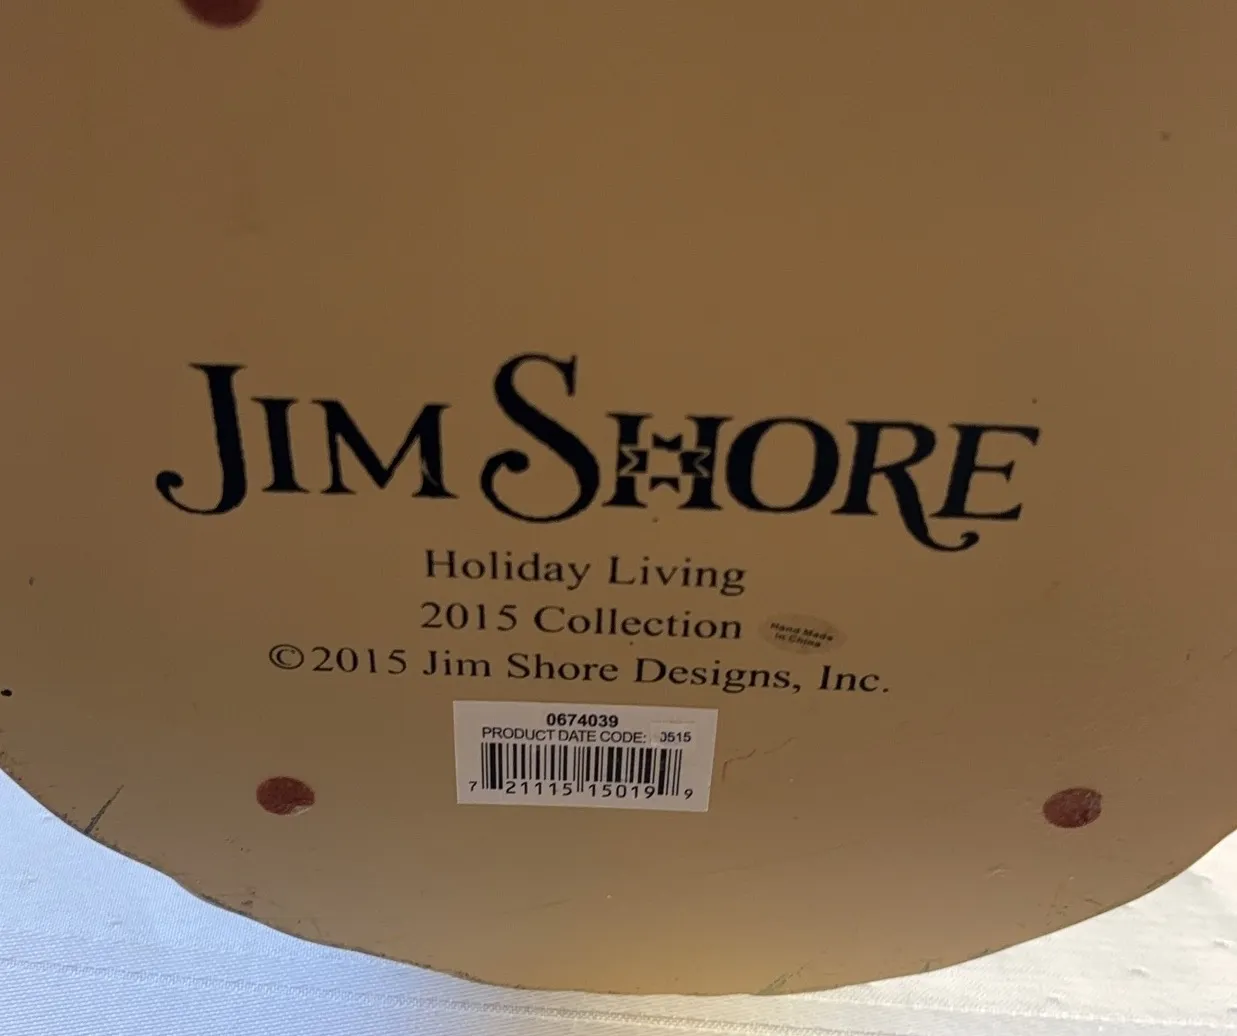 JIM SHORE
Holiday Living
2015 Collection
Hand Made
in China
©2015 Jim Shore Designs, Inc.
0674039
PRODUCT DATE CODE: 0515
7 21115 15019 9